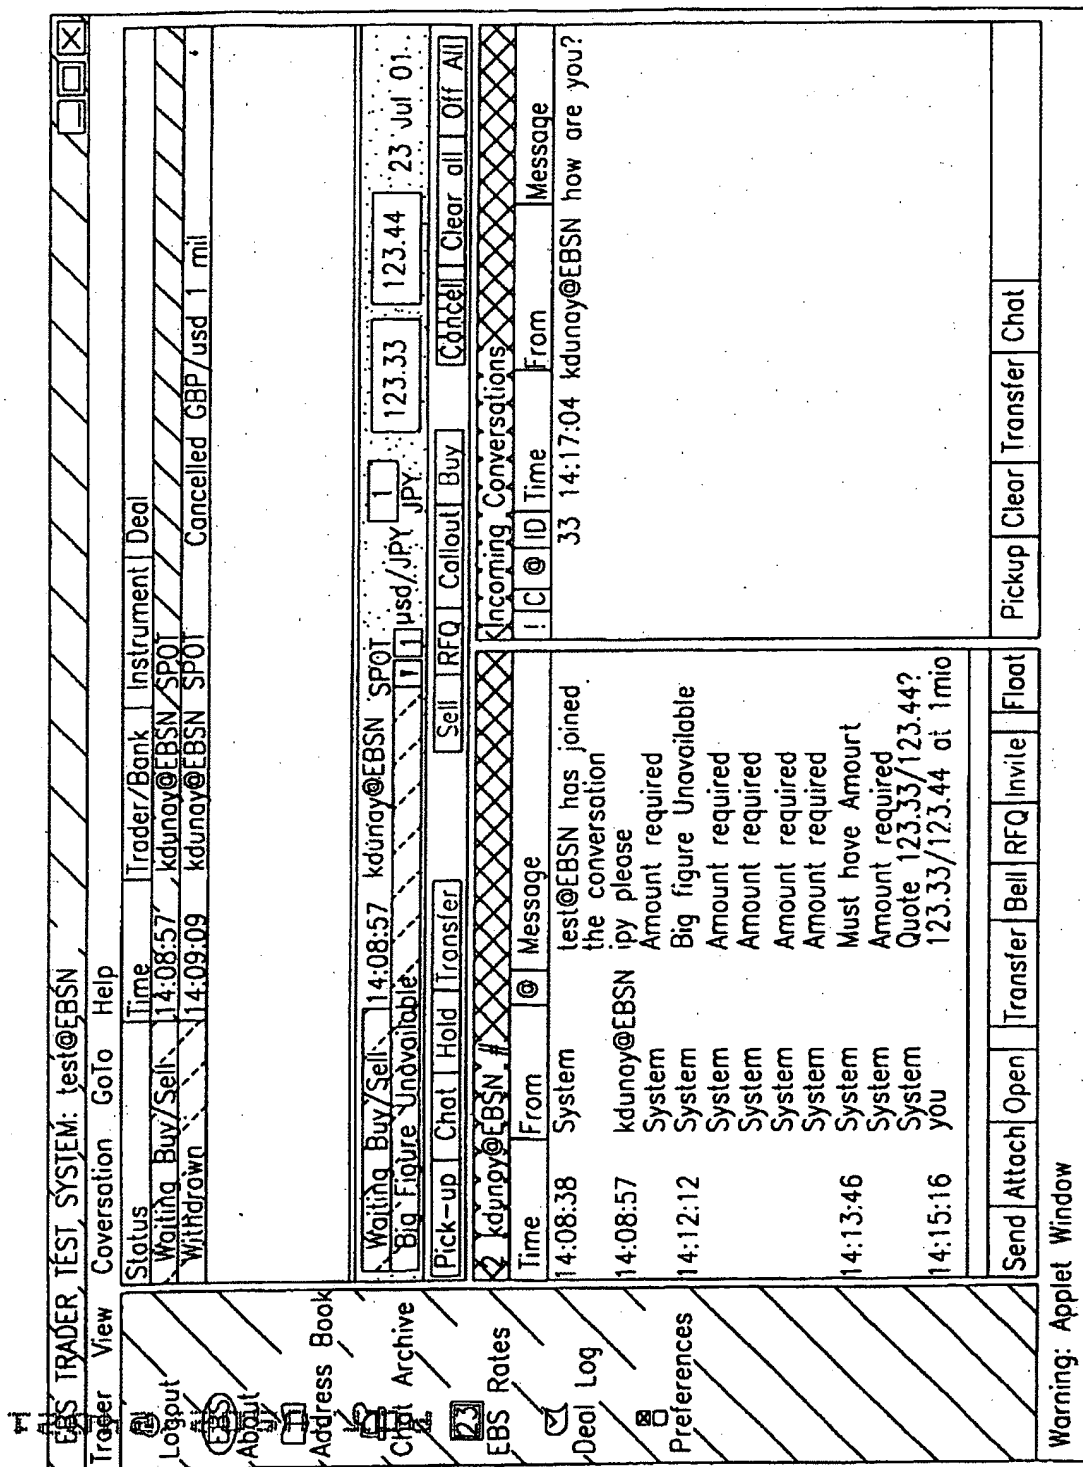 EBS TRADER TEST SYSTEM: test@EBSN
Trader View Coversation GoTo Help
Logout
About
Address Book
Chat Archive
23
EBS Rates
Deal Log
Preferences
Status Time Trader/Bank Instrument Deal
Waiting Buy/Sell 14:08:57 kdunay@EBSN SPOT
Withdrawn 14:09:09 kdunay@EBSN SPOT Cancelled GBP/usd 1 mil
Waiting Buy/Sell 14:08:57 kdunay@EBSN SPOT 1 123.33 123.44 23 Jul 01
Big Figure Unavailable 1 usd/JPY JPY
Pick-up Chat Hold Transfer Sell RFQ Callout Buy Cancel Clear all Off All
2 kdunay@EBSN #
Time From @ Message
14:08:38 System test@EBSN has joined
the conversation
14:08:57 kdunay@EBSN jpy please
System Amount required
14:12:12 System Big figure Unavailable
System Amount required
System Amount required
System Amount required
System Amount required
14:13:46 System Must have Amourt
System Amount required
System Quote 123.33/123.44?
14:15:16 you 123.33/123.44 at 1mio
Send Attach Open Transfer Bell RFQ Invite Float
Incoming Conversations
! C @ ID Time From Message
33 14:17:04 kdunay@EBSN how are you?
Pickup Clear Transfer Chat
Warning: Applet Window